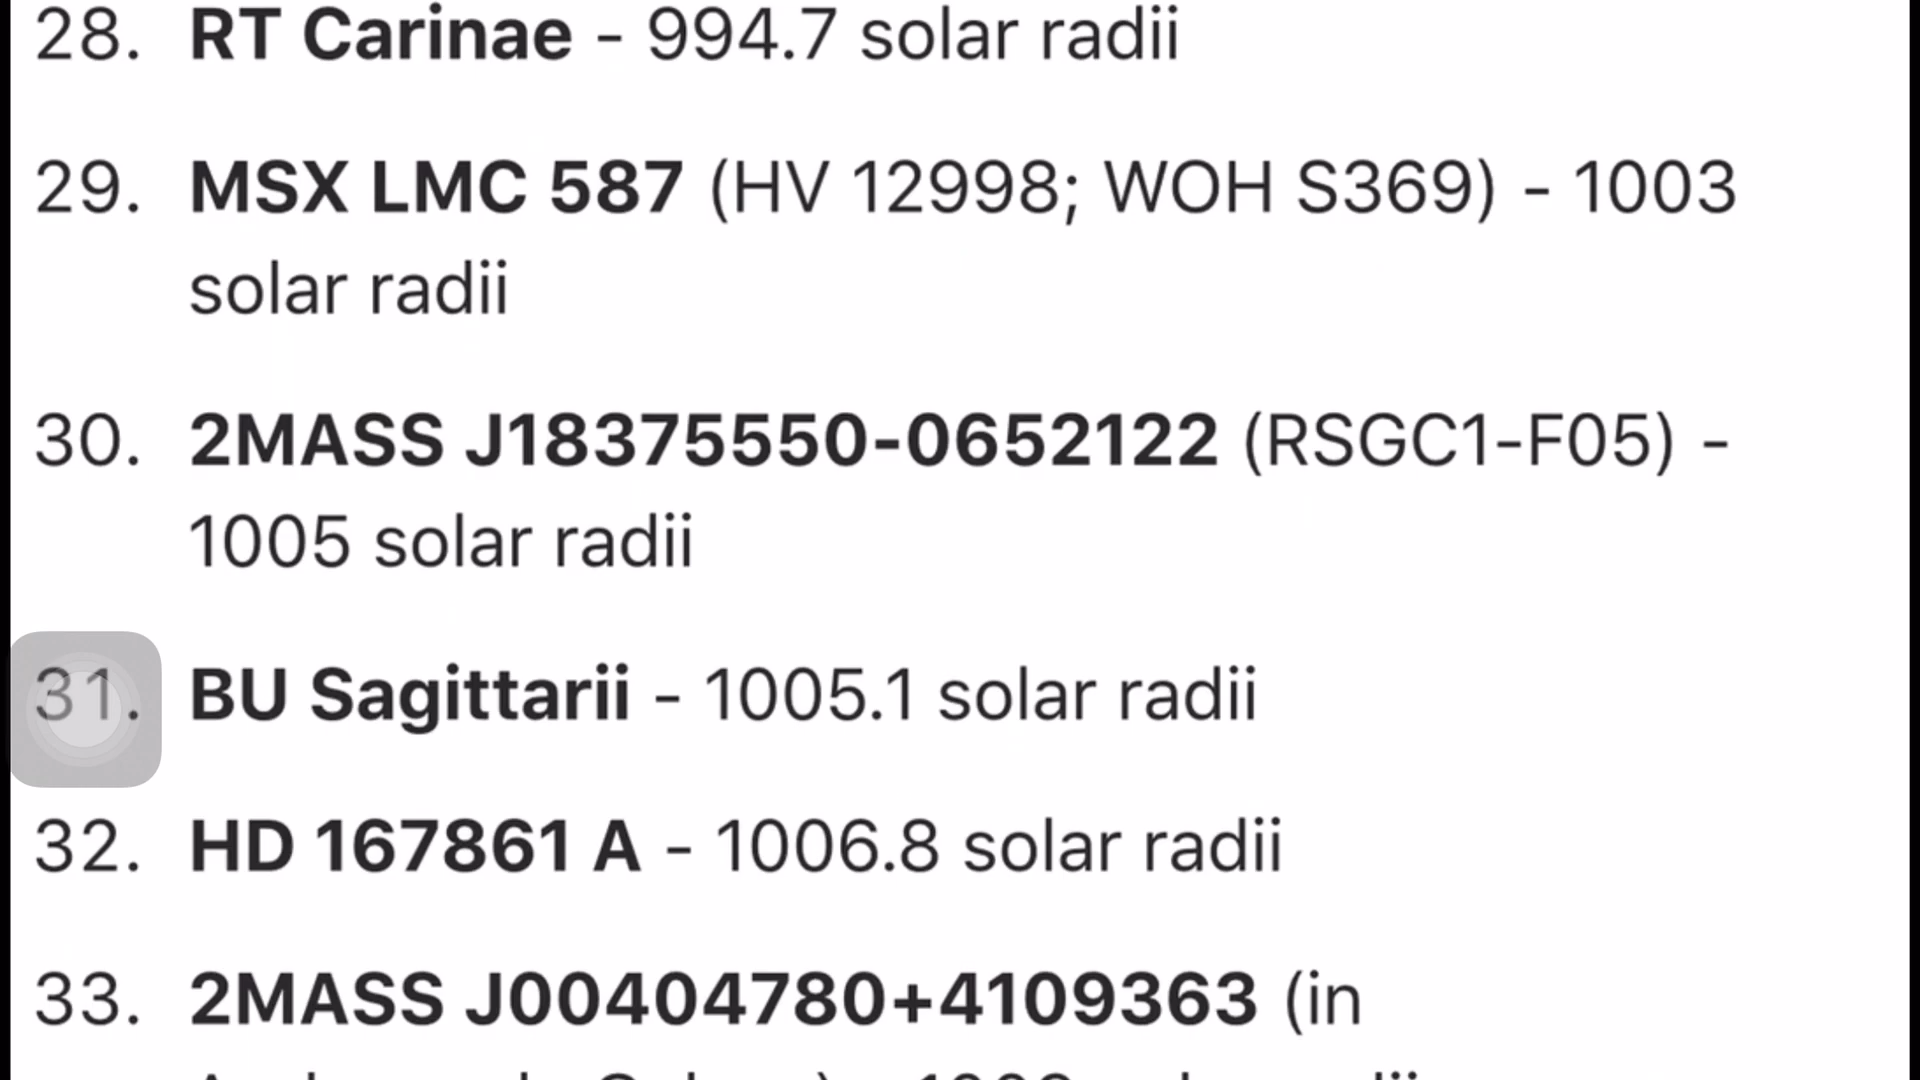 28. RT Carinae - 994.7 solar radii
29. MSX LMC 587 (HV 12998; WOH S369) - 1003
solar radii
30. 2MASS J18375550-0652122 (RSGC1-F05) -
1005 solar radii
31. BU Sagittarii - 1005.1 solar radii
32. HD 167861 A - 1006.8 solar radii
33. 2MASS J00404780+4109363 (in